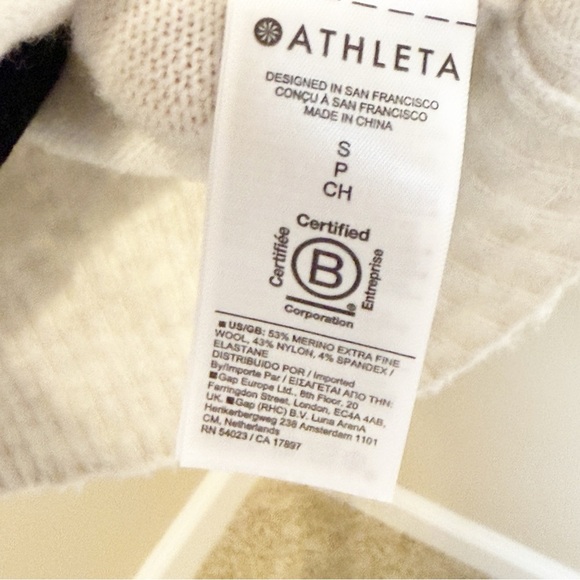 ATHLETA
DESIGNED IN SAN FRANCISCO
CONÇU À SAN FRANCISCO
MADE IN CHINA
S
P
CH
Certified
Certifiée
B
Entreprise
®
Corporation
■ US/GB: 53% MERINO EXTRA FINE
WOOL, 43% NYLON, 4% SPANDEX /
ELASTANE
DISTRIBUIDO POR / Imported
By/Importe Par / ΕΙΣΑΓΕΤΑΙ ΑΠΟ ΤΗΝ:
■Gap Europe Ltd., 6th Floor, 20
Farringdon Street, London, EC4A 4AB,
UK. ■Gap (RHC) B.V. Luna ArenA
Herikerbergweg 238 Amsterdam 1101
CM, Netherlands
RN 54023 / CA 17897